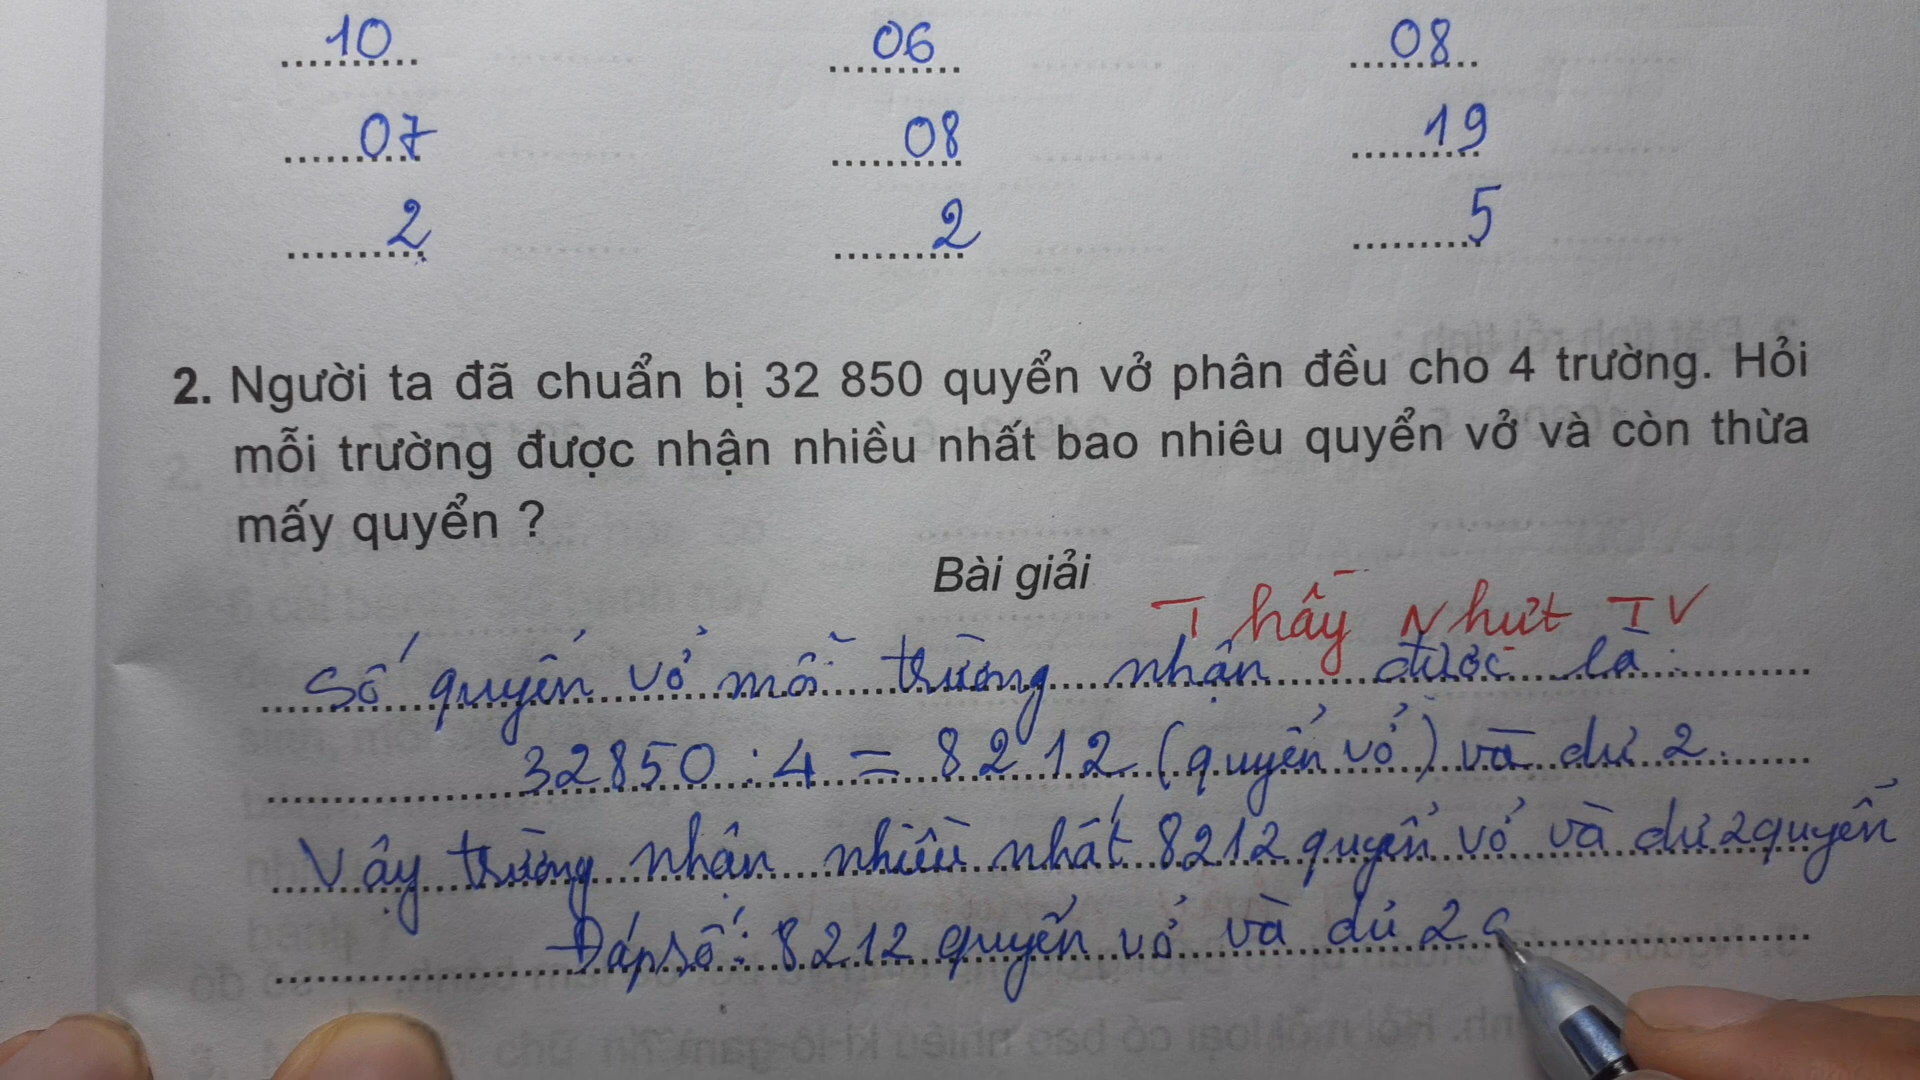 10 06 08
07 08 19
2 2 5
2. Người ta đã chuẩn bị 32 850 quyển vở phân đều cho 4 trường. Hỏi
mỗi trường được nhận nhiều nhất bao nhiêu quyển vở và còn thừa
mấy quyển ?
Bài giải
Thầy Nhựt TV
Số quyển vở mỗi trường nhận được là:
32850 : 4 = 8212 (quyển vở) và dư 2.
Vậy trường nhận nhiều nhất 8212 quyển vở và dư 2 quyển
Đáp số: 8212 quyển vở và dư 2 q